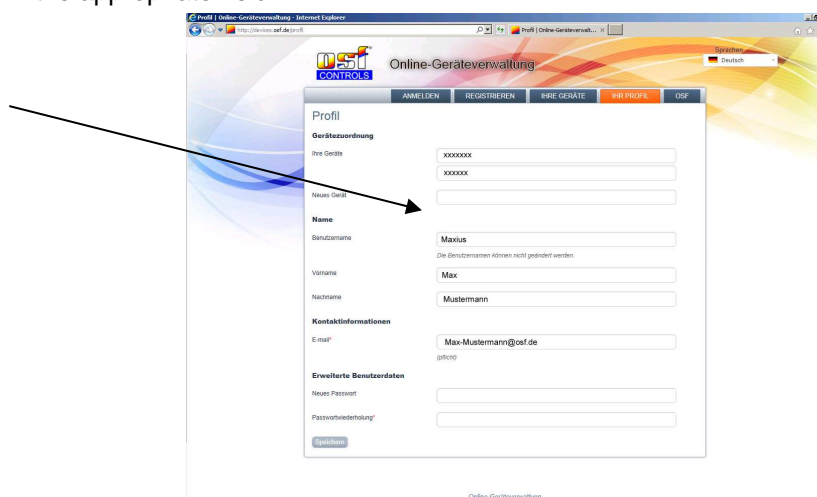 Profil | Online-Geräteverwaltung - Internet Explorer
http://devices.osf.de/profil
Profil | Online-Geräteverwalt...
osf
CONTROLS
Online-Geräteverwaltung
Sprachen
Deutsch
ANMELDEN REGISTRIEREN IHRE GERÄTE IHR PROFIL OSF
Profil
Gerätezuordnung
Ihre Geräte
xxxxxxx
xxxxxx
Neues Gerät
Name
Benutzername
Maxius
Die Benutzernamen können nicht geändert werden.
Vorname
Max
Nachname
Mustermann
Kontaktinformationen
E-mail*
Max-Mustermann@osf.de
(pflicht)
Erweiterte Benutzerdaten
Neues Passwort
Passwortwiederholung*
Speichern
Online-Geräteverwaltung